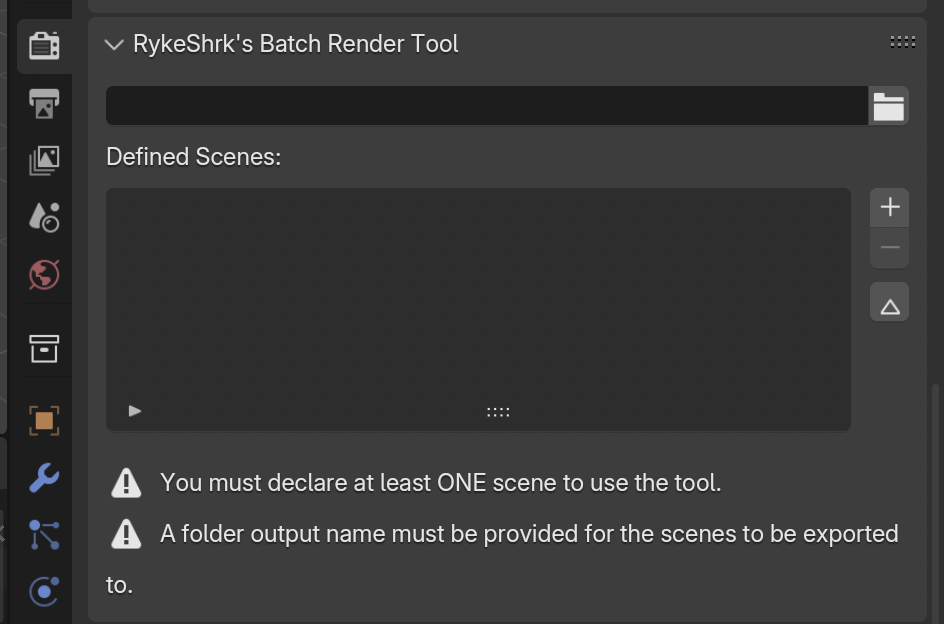 RykeShrk's Batch Render Tool
Defined Scenes:
You must declare at least ONE scene to use the tool.
A folder output name must be provided for the scenes to be exported
to.